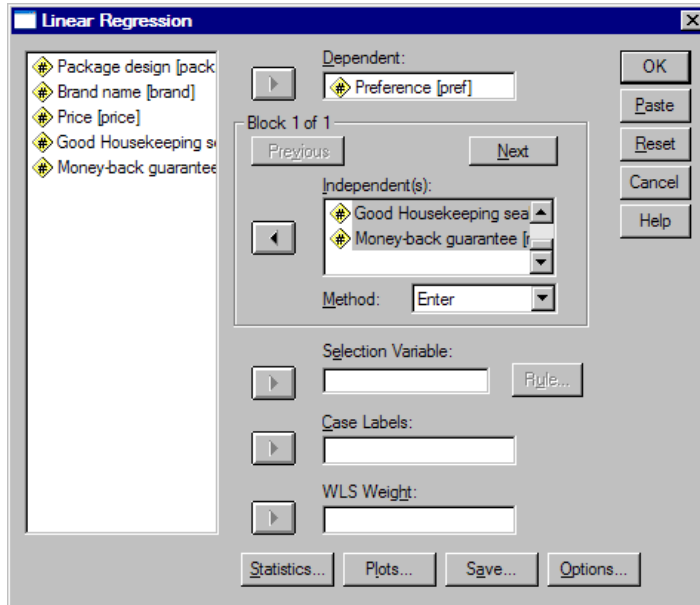 Linear Regression
Package design [pack
Brand name [brand]
Price [price]
Good Housekeeping se
Money-back guarantee
Dependent:
Preference [pref]
Block 1 of 1
Previous
Next
Independent(s):
Good Housekeeping sea
Money-back guarantee [r
Method:
Enter
Selection Variable:
Rule...
Case Labels:
WLS Weight:
Statistics...
Plots...
Save...
Options...
OK
Paste
Reset
Cancel
Help